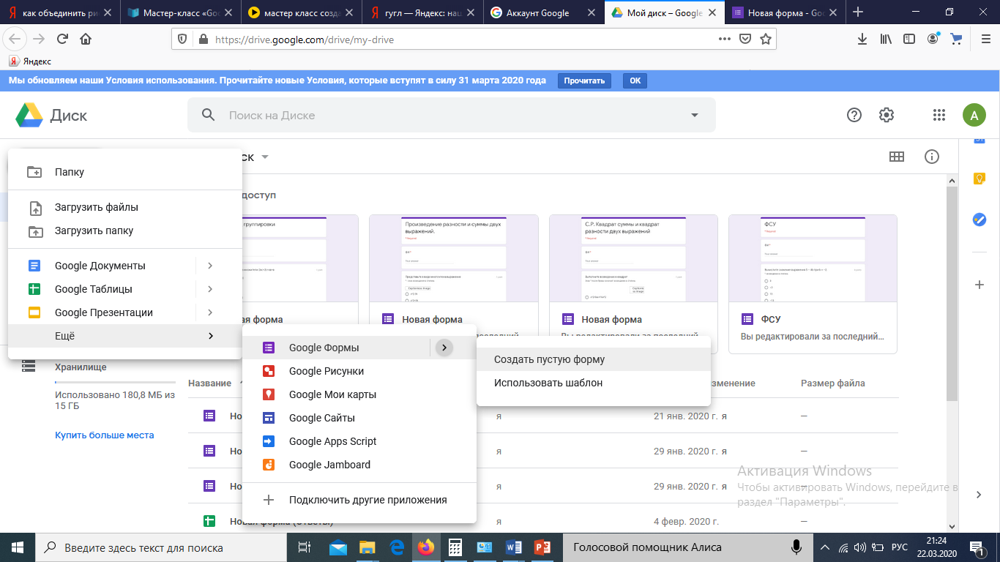 как объединить ри
Мастер-класс «Goo
мастер класс созда
гугл — Яндекс: наш
Аккаунт Google
Мой диск – Google
Новая форма - Goo
https://drive.google.com/drive/my-drive
Яндекс
Мы обновляем наши Условия использования. Прочитайте новые Условия, которые вступят в силу 31 марта 2020 года
Прочитать
ОК
Диск
Поиск на Диске
A
ск
Папку
доступ
Загрузить файлы
Загрузить папку
группировки
Произведение разности и суммы двух выражений.
С.Р. Квадрат суммы и квадрат разности двух выражений
ФСУ
Google Документы
Google Таблицы
Google Презентации
Ещё
ая форма
Новая форма
Новая форма
ФСУ
Вы редактировали за последний...
Google Формы
Google Рисунки
Google Мои карты
Google Сайты
Google Apps Script
Google Jamboard
Подключить другие приложения
Создать пустую форму
Использовать шаблон
Хранилище
Использовано 180,8 МБ из
15 ГБ
Купить больше места
Название
зменение
Размер файла
Но
я
21 янв. 2020 г. я
—
Но
я
29 янв. 2020 г. я
—
Но
я
29 янв. 2020 г. я
—
Новая форма (Ответы)
я
4 февр. 2020 г.
—
Активация Windows
Чтобы активировать Windows, перейдите в
раздел "Параметры".
Введите здесь текст для поиска
Голосовой помощник Алиса
РУС
21:24
22.03.2020
1